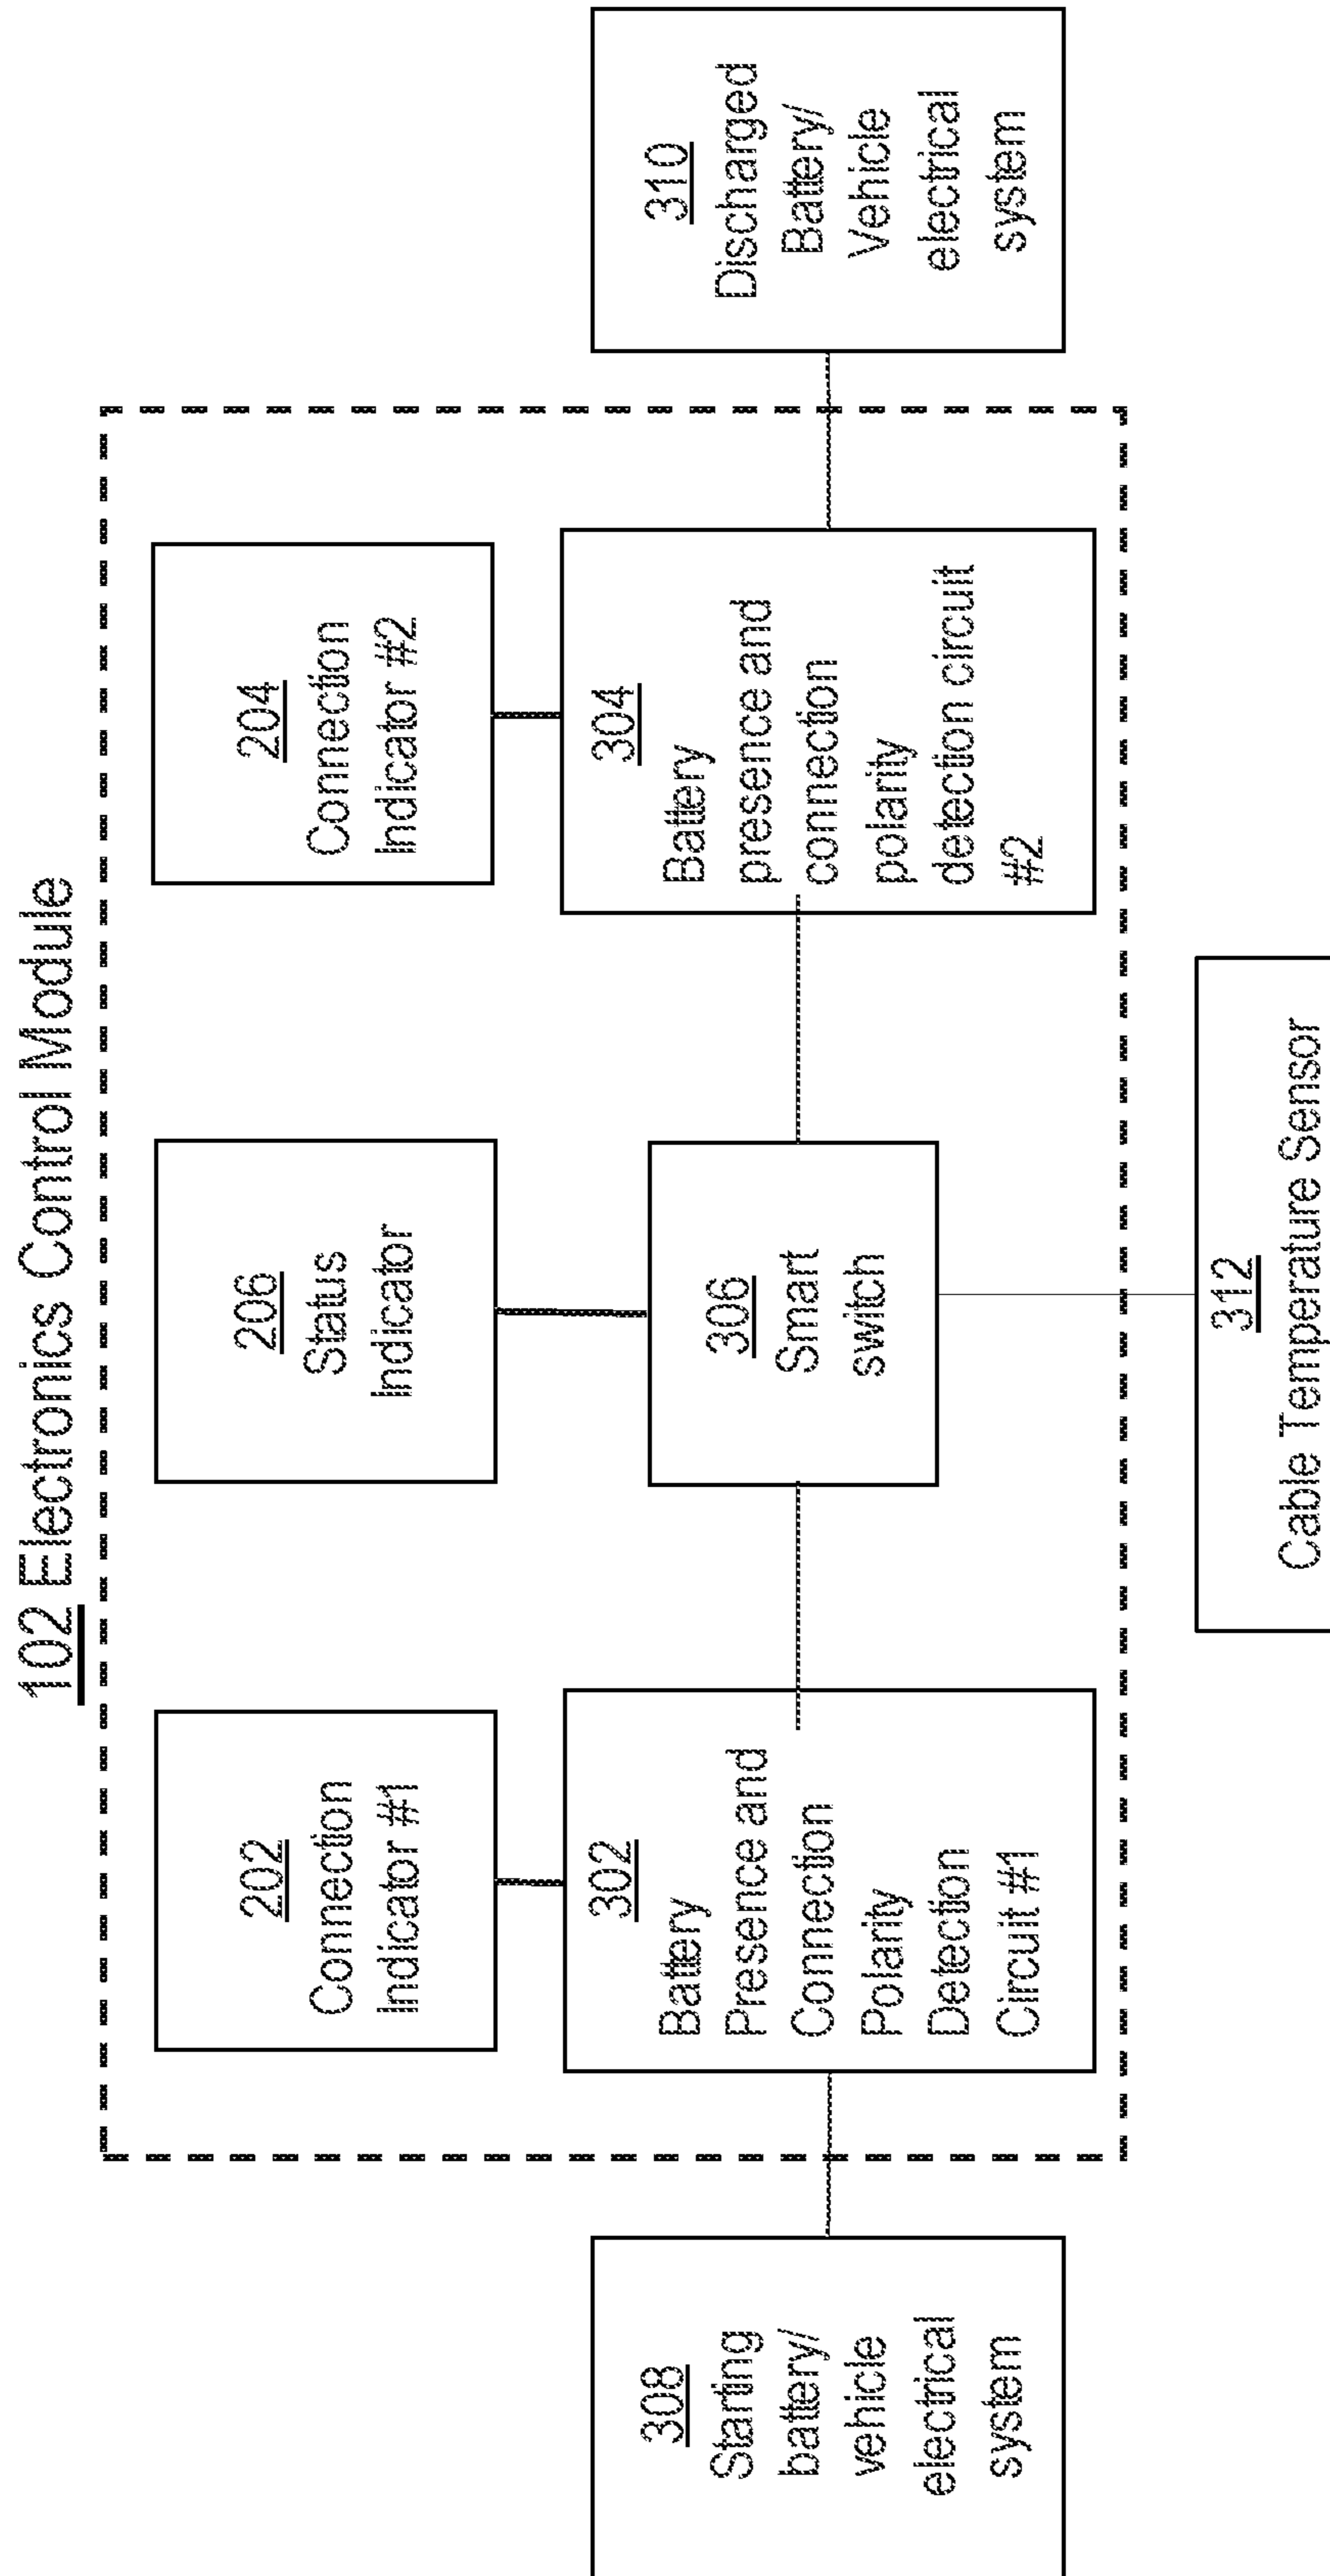 102 Electronics Control Module
202
Connection
Indicator #1
206
Status
Indicator
204
Connection
Indicator #2
308
Starting
battery/
vehicle
electrical
system
302
Battery
Presence and
Connection
Polarity
Detection
Circuit #1
306
Smart
switch
304
Battery
presence and
connection
polarity
detection circuit
#2
310
Discharged
Battery/
Vehicle
electrical
system
312
Cable Temperature Sensor